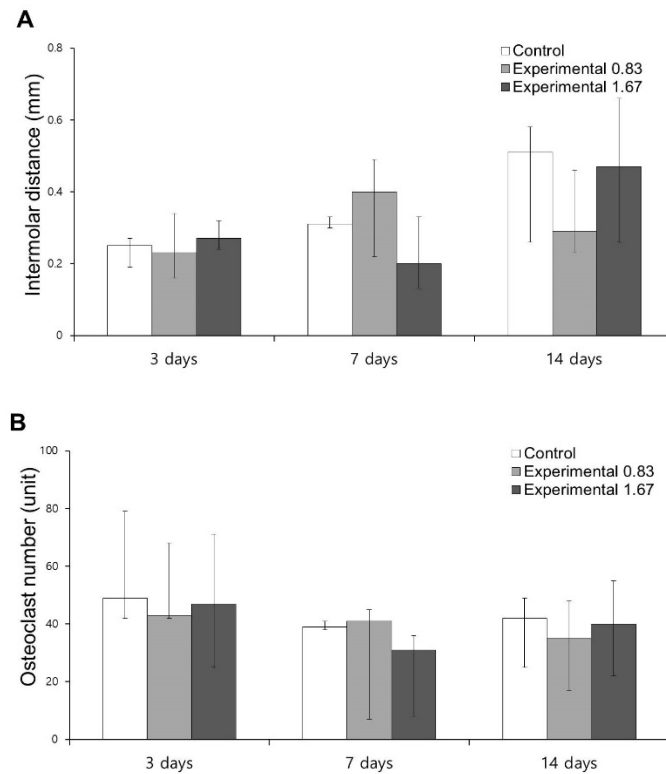 A
Intermolar distance (mm)
0.8
0.6
0.4
0.2
0
Control
Experimental 0.83
Experimental 1.67
3 days
7 days
14 days
B
Osteoclast number (unit)
100
80
60
40
20
0
Control
Experimental 0.83
Experimental 1.67
3 days
7 days
14 days